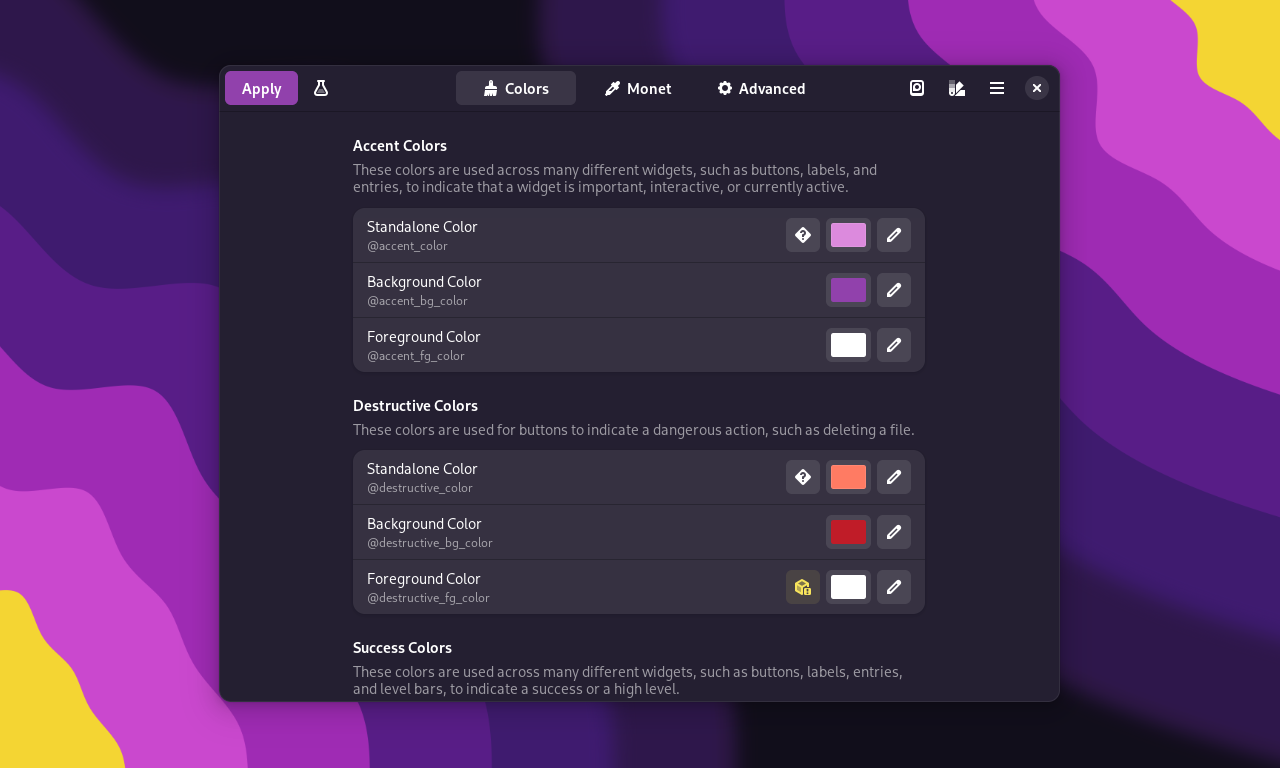 Apply
Colors
Monet
Advanced
Accent Colors
These colors are used across many different widgets, such as buttons, labels, and
entries, to indicate that a widget is important, interactive, or currently active.
Standalone Color
@accent_color
Background Color
@accent_bg_color
Foreground Color
@accent_fg_color
Destructive Colors
These colors are used for buttons to indicate a dangerous action, such as deleting a file.
Standalone Color
@destructive_color
Background Color
@destructive_bg_color
Foreground Color
@destructive_fg_color
Success Colors
These colors are used across many different widgets, such as buttons, labels, entries,
and level bars, to indicate a success or a high level.